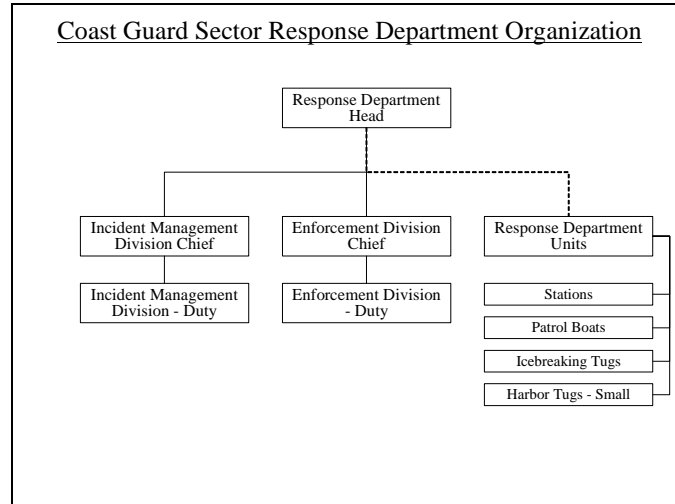 Coast Guard Sector Response Department Organization
Response Department
Head
Incident Management
Division Chief
Enforcement Division
Chief
Response Department
Units
Incident Management
Division - Duty
Enforcement Division
- Duty
Stations
Patrol Boats
Icebreaking Tugs
Harbor Tugs - Small